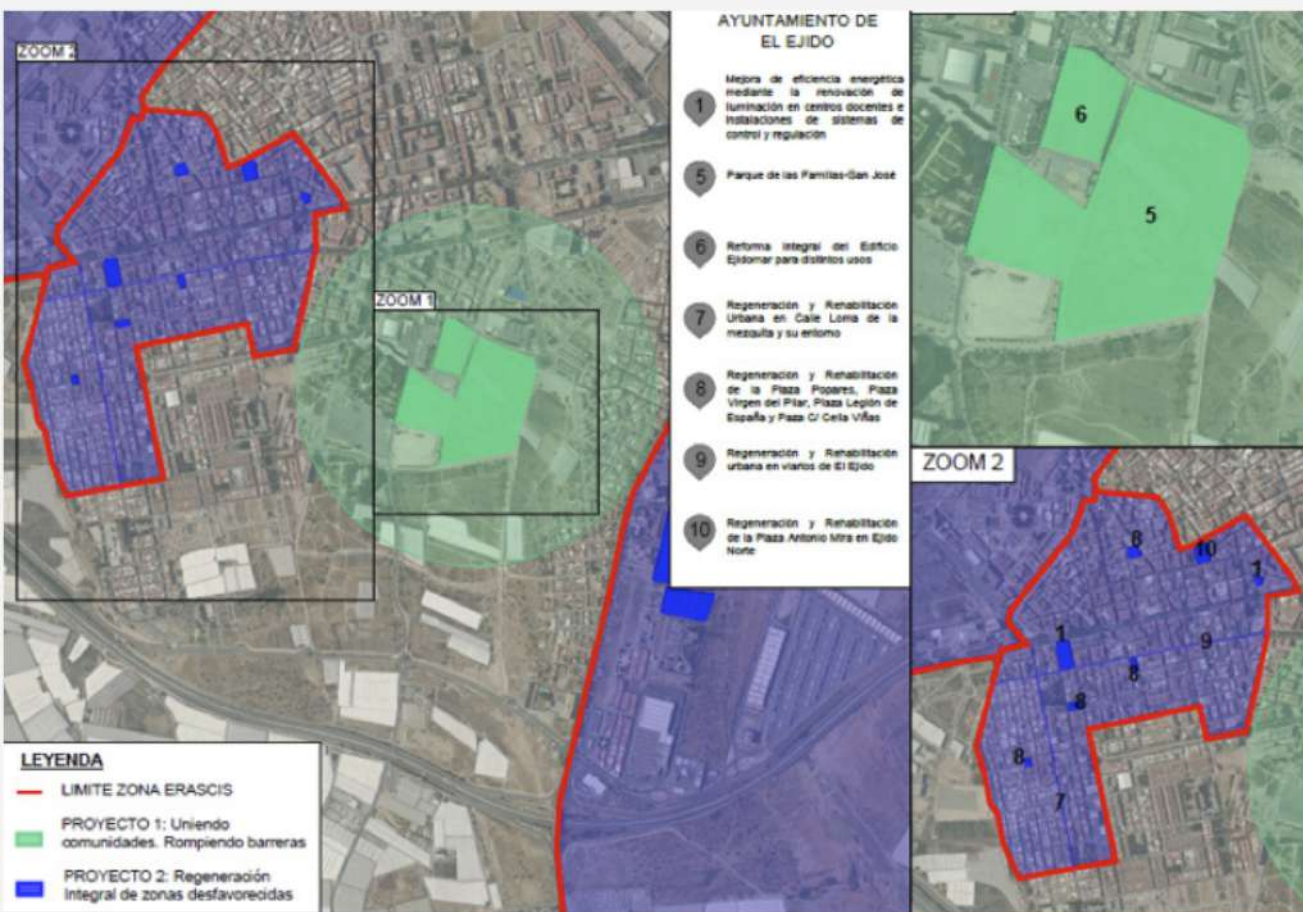 ZOOM 2
ZOOM 1
AYUNTAMIENTO DE
EL EJIDO
1
Mejora de eficiencia energética
mediante la renovación de
iluminación en centros docentes e
instalaciones de sistemas de
control y regulación
5
Parque de las Familias-San José
6
Reforma integral del Edificio
Ejidomar para distintos usos
7
Regeneración y Rehabilitación
Urbana en Calle Loma de la
mezquita y su entorno
8
Regeneración y Rehabilitación
de la Plaza Popares, Plaza
Virgen del Pilar, Plaza Legión de
España y Paza C/ Celia Viñas
9
Regeneración y Rehabilitación
urbana en viarios de El Ejido
10
Regeneración y Rehabilitación
de la Plaza Antonio Mira en Ejido
Norte
6
5
ZOOM 2
8
10
1
1
9
8
8
8
7
LEYENDA
LIMITE ZONA ERASCIS
PROYECTO 1: Uniendo
comunidades. Rompiendo barreras
PROYECTO 2: Regeneración
Integral de zonas desfavorecidas